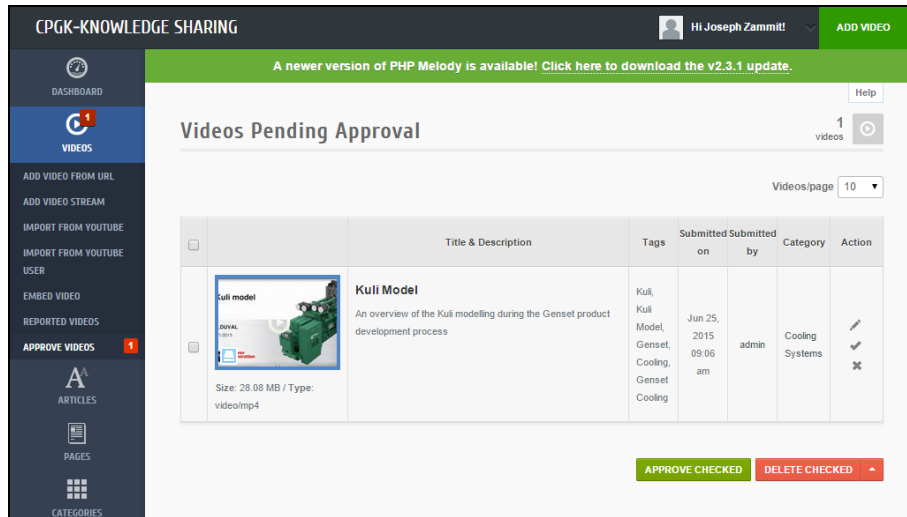 CPGK-KNOWLEDGE SHARING
Hi Joseph Zammit!
ADD VIDEO
A newer version of PHP Melody is available! Click here to download the v2.3.1 update.
DASHBOARD
1
VIDEOS
ADD VIDEO FROM URL
ADD VIDEO STREAM
IMPORT FROM YOUTUBE
IMPORT FROM YOUTUBE
USER
EMBED VIDEO
REPORTED VIDEOS
APPROVE VIDEOS 1
AA
ARTICLES
PAGES
CATEGORIES
Help
Videos Pending Approval
1
videos
Videos/page 10
Title & Description
Tags
Submitted
on
Submitted
by
Category
Action
Kuli model
.DUVAL
Size: 28.08 MB / Type:
video/mp4
Kuli Model
An overview of the Kuli modelling during the Genset product
development process
Kuli,
Kuli
Model,
Genset,
Cooling,
Genset
Cooling
Jun 25,
2015
09:06
am
admin
Cooling
Systems
APPROVE CHECKED
DELETE CHECKED